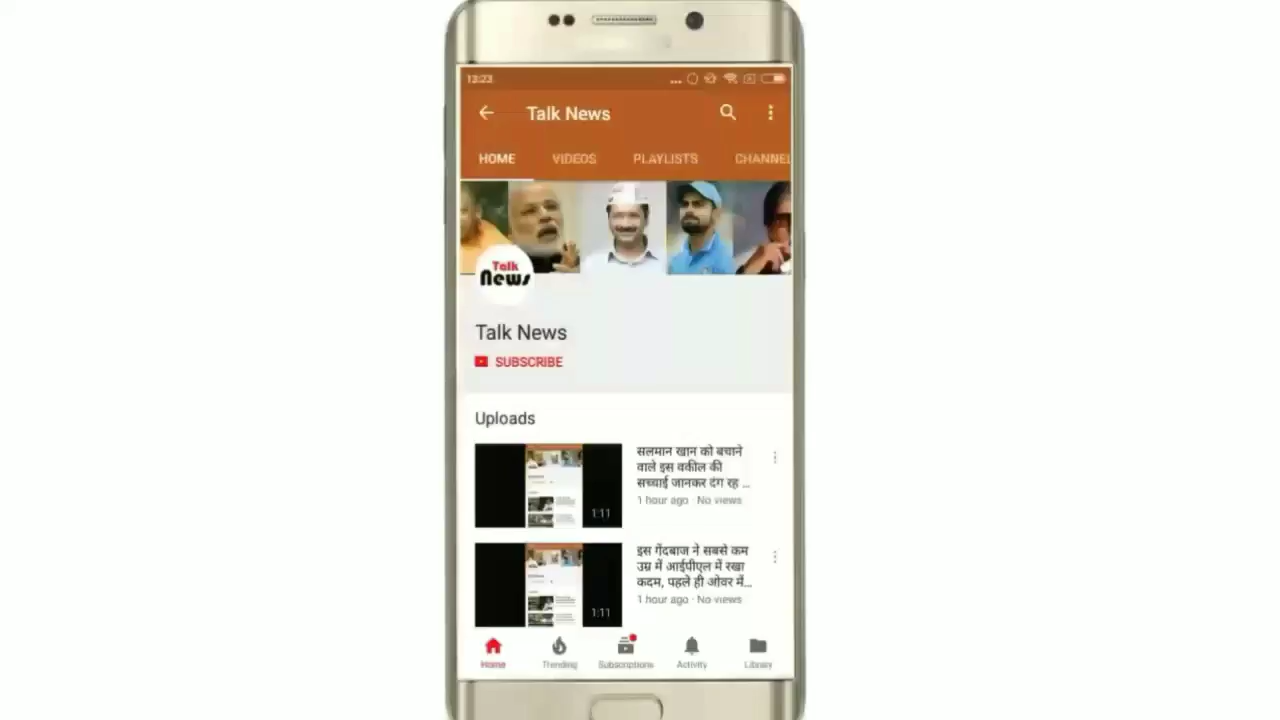 13:23
Talk News
HOME VIDEOS PLAYLISTS CHANNEL
Talk
News
Talk News
SUBSCRIBE
Uploads
सलमान खान को बचाने
वाले इस वकील की
सच्चाई जानकर दंग रह ...
1 hour ago · No views
1:11
इस गेंदबाज ने सबसे कम
उम्र में आईपीएल में रखा
कदम, पहले ही ओवर में...
1 hour ago · No views
1:11
Home Trending Subscriptions Activity Library